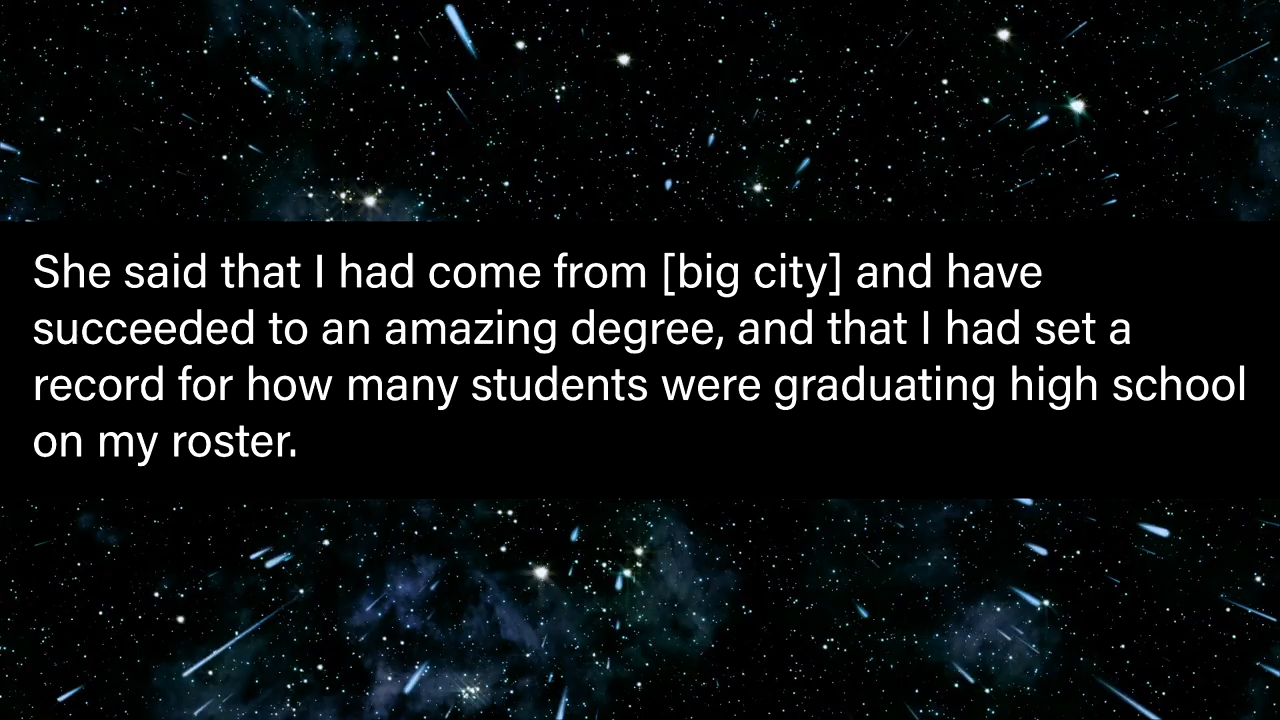 She said that I had come from [big city] and have
succeeded to an amazing degree, and that I had set a
record for how many students were graduating high school
on my roster.